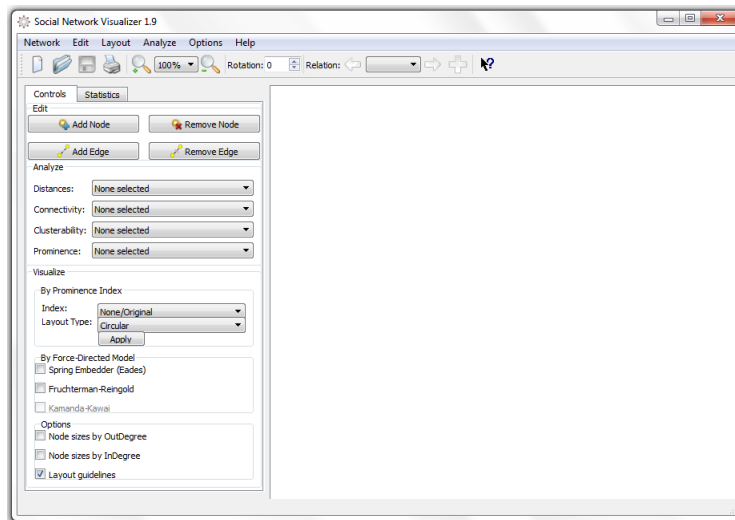 Social Network Visualizer 1.9
Network Edit Layout Analyze Options Help
100% Rotation: 0 Relation:
Controls Statistics
Edit
Add Node Remove Node
Add Edge Remove Edge
Analyze
Distances: None selected
Connectivity: None selected
Clusterability: None selected
Prominence: None selected
Visualize
By Prominence Index
Index: None/Original
Layout Type: Circular
Apply
By Force-Directed Model
Spring Embedder (Eades)
Fruchterman-Reingold
Kamanda-Kawai
Options
Node sizes by OutDegree
Node sizes by InDegree
Layout guidelines